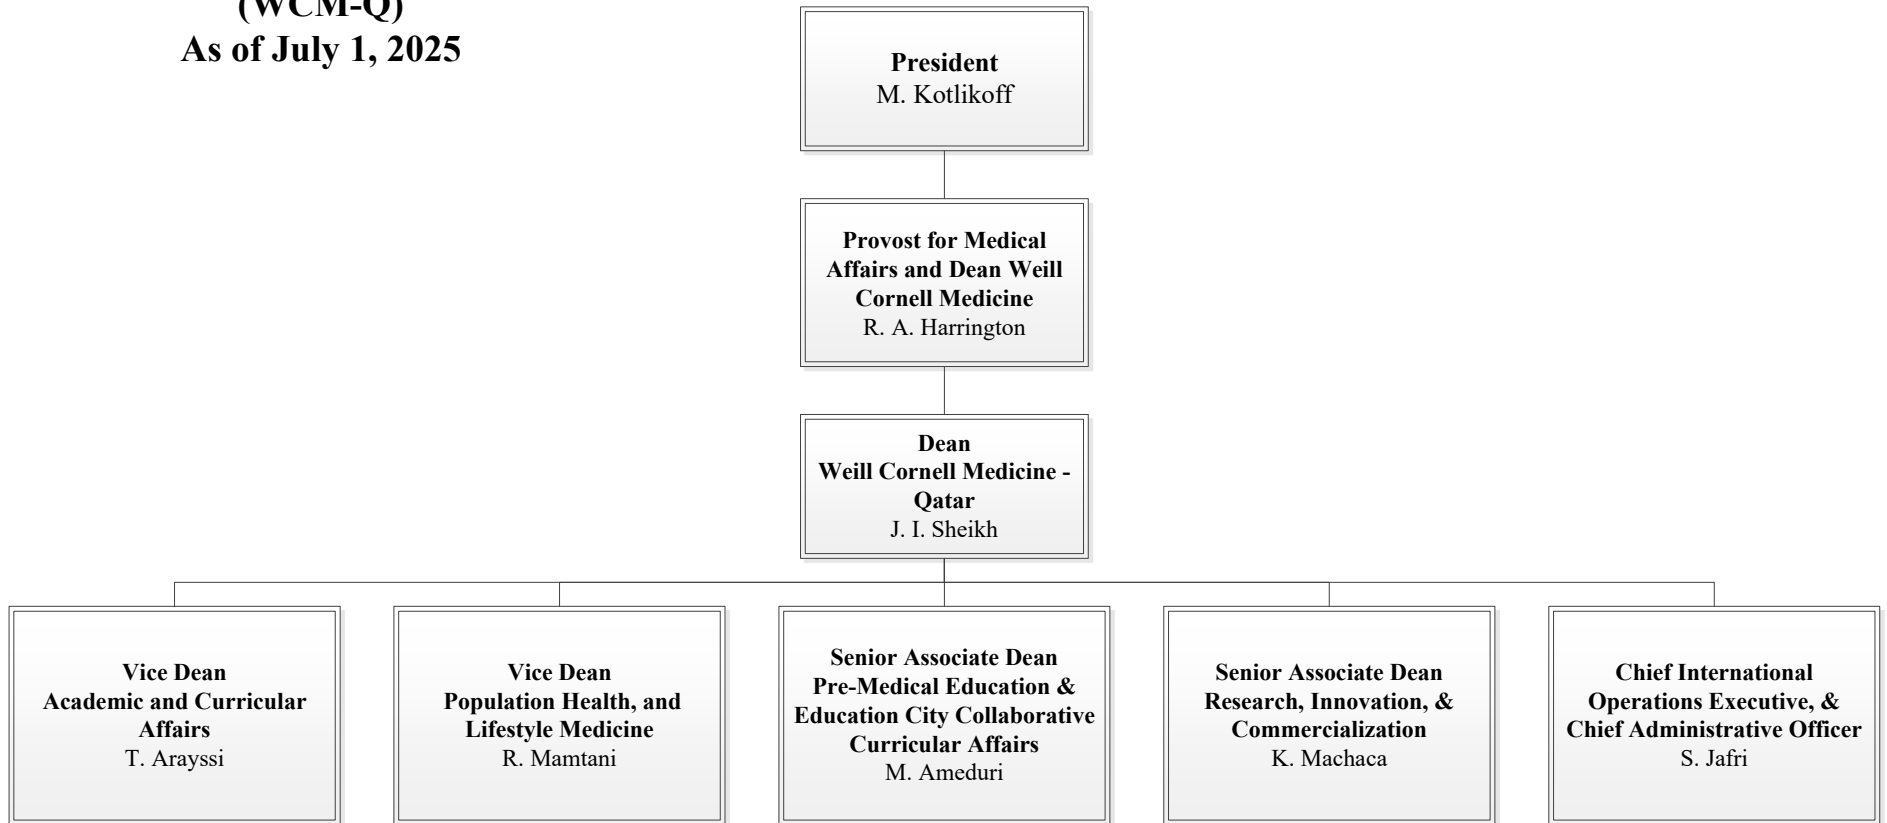 (WCM-Q)
As of July 1, 2025
President
M. Kotlikoff
Provost for Medical
Affairs and Dean Weill
Cornell Medicine
R. A. Harrington
Dean
Weill Cornell Medicine -
Qatar
J. I. Sheikh
Vice Dean
Academic and Curricular
Affairs
T. Arayssi
Vice Dean
Population Health, and
Lifestyle Medicine
R. Mamtani
Senior Associate Dean
Pre-Medical Education &
Education City Collaborative
Curricular Affairs
M. Ameduri
Senior Associate Dean
Research, Innovation, &
Commercialization
K. Machaca
Chief International
Operations Executive, &
Chief Administrative Officer
S. Jafri